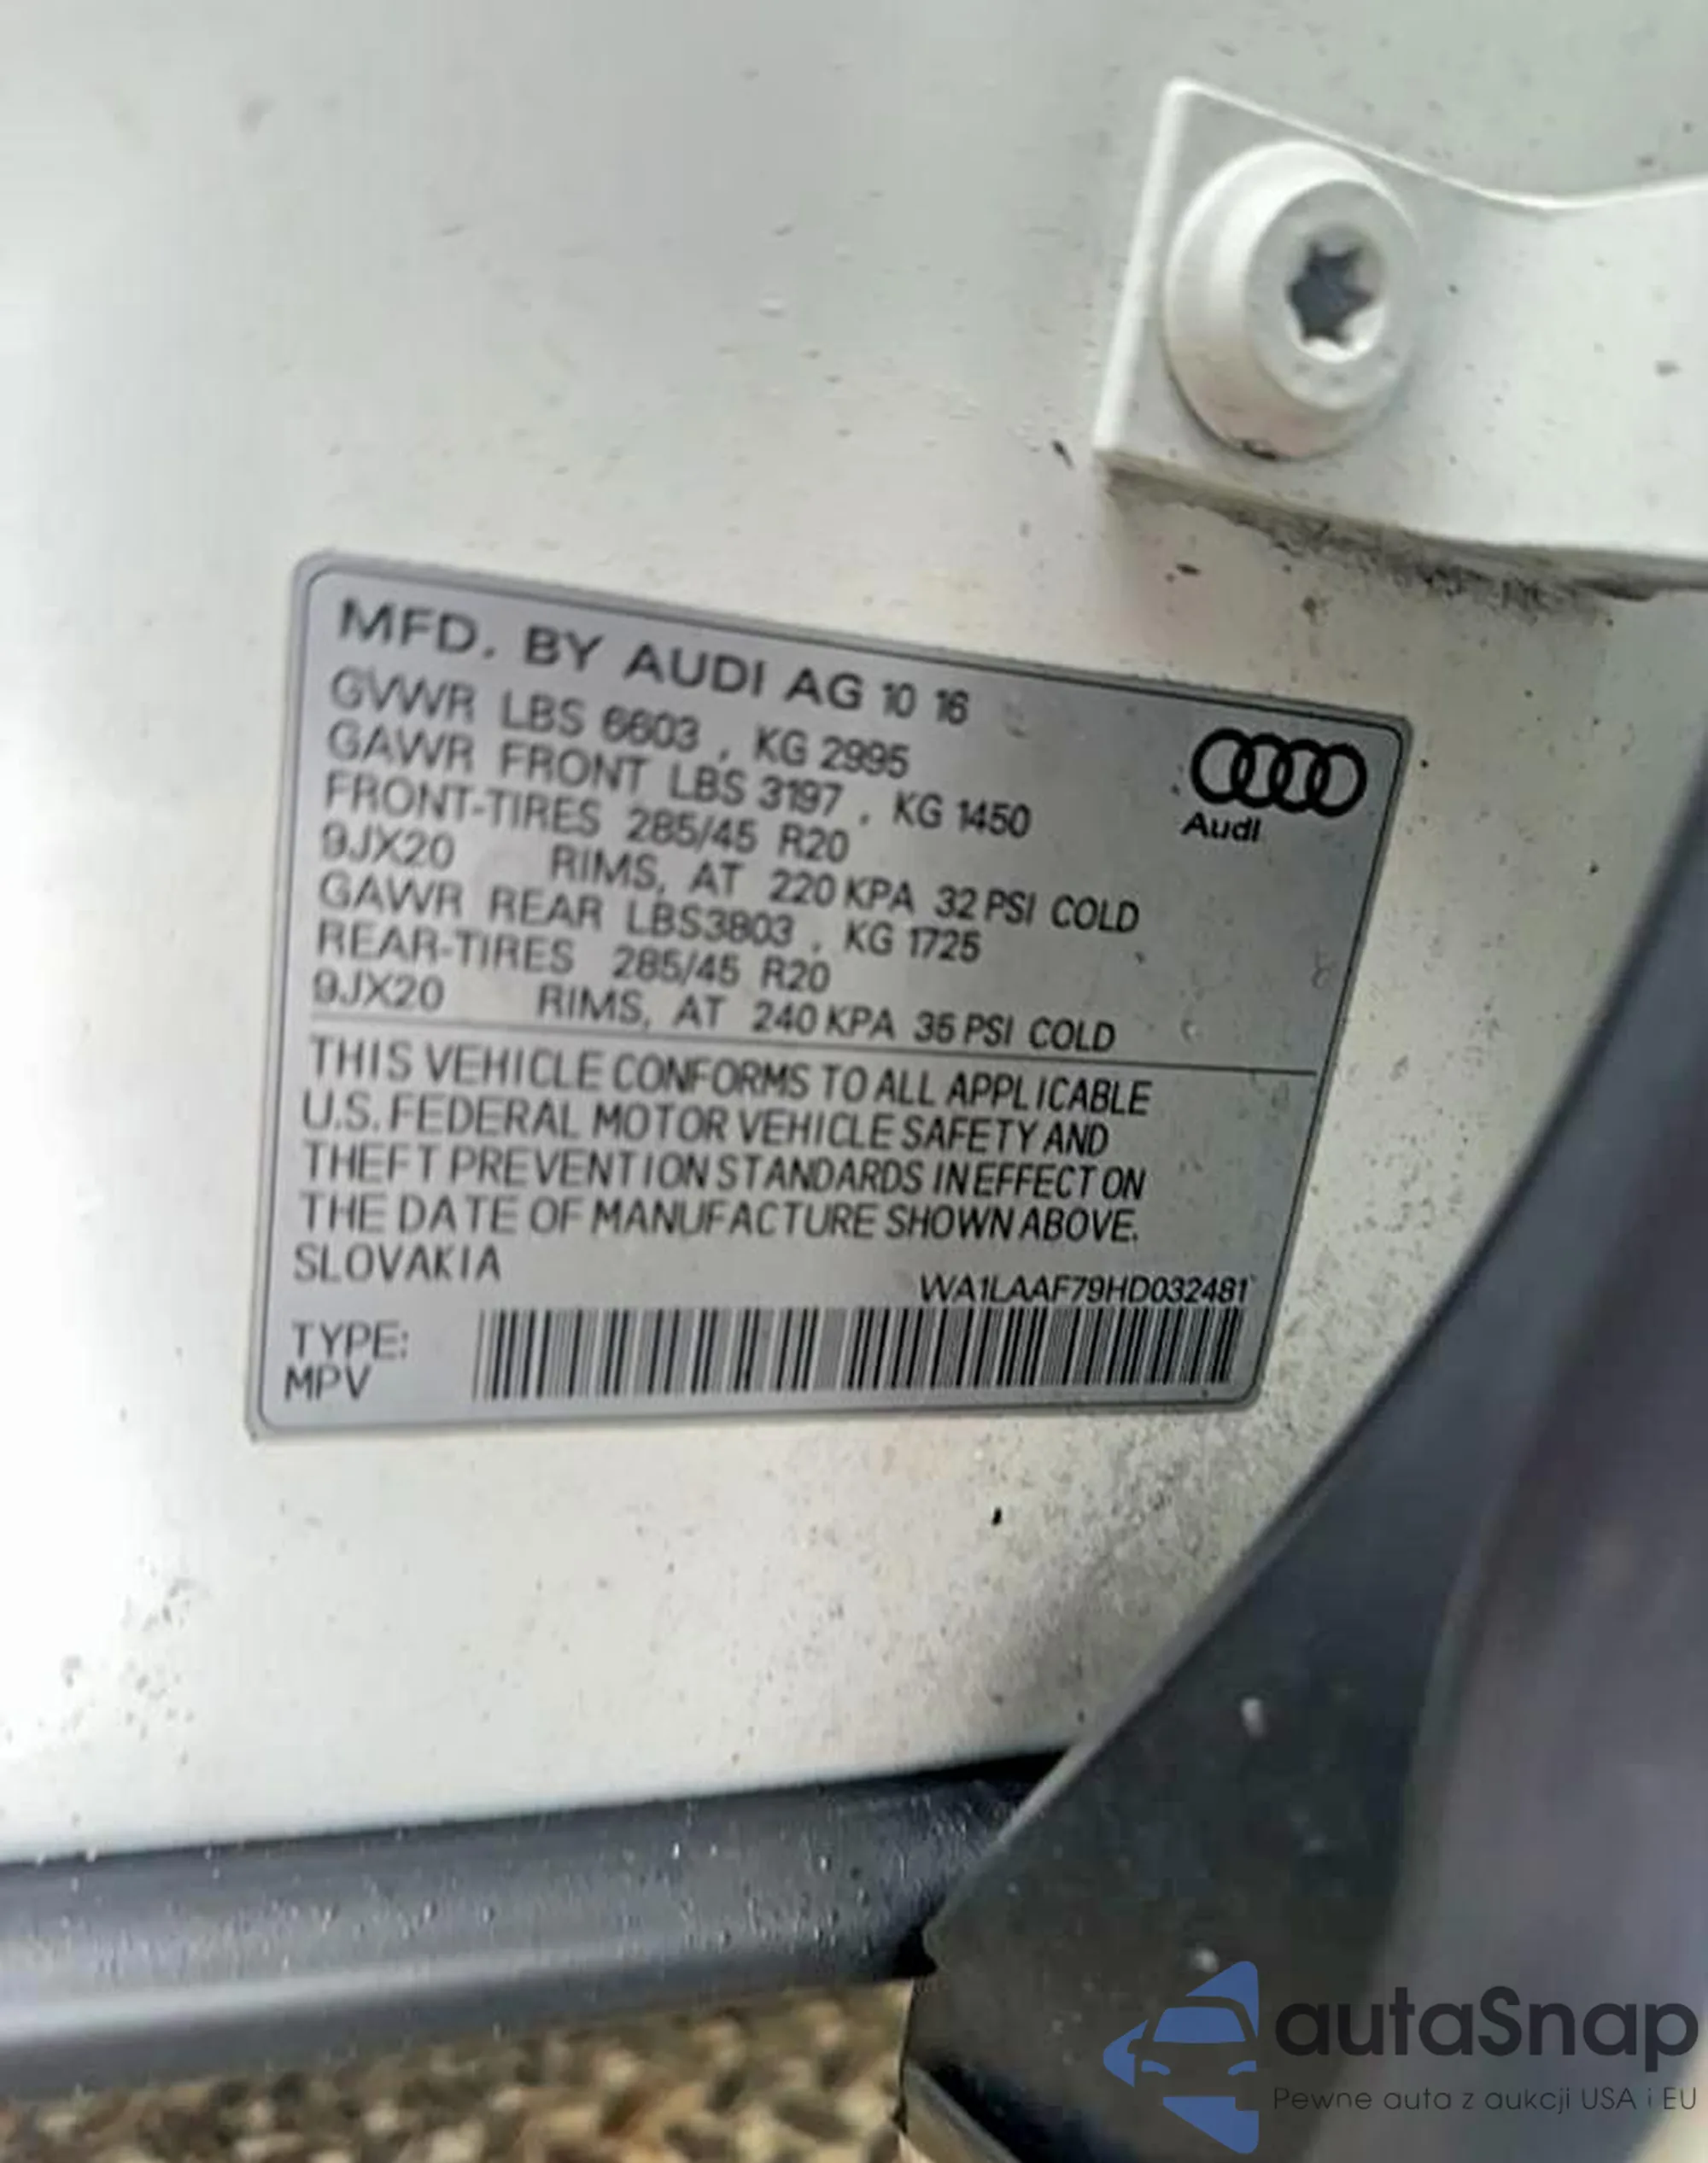 MFD. BY AUDI AG 10 16
GVWR LBS 6603 , KG 2995
GAWR FRONT LBS 3197 , KG 1450
FRONT-TIRES 285/45 R20
9JX20 RIMS, AT 220 KPA 32 PSI COLD
GAWR REAR LBS3803 , KG 1725
REAR-TIRES 285/45 R20
9JX20 RIMS, AT 240 KPA 35 PSI COLD
Audi
THIS VEHICLE CONFORMS TO ALL APPLICABLE
U.S. FEDERAL MOTOR VEHICLE SAFETY AND
THEFT PREVENTION STANDARDS IN EFFECT ON
THE DATE OF MANUFACTURE SHOWN ABOVE.
SLOVAKIA
WA1LAAF79HD032481
TYPE:
MPV
autaSnap
Pewne auta z aukcji USA i EU